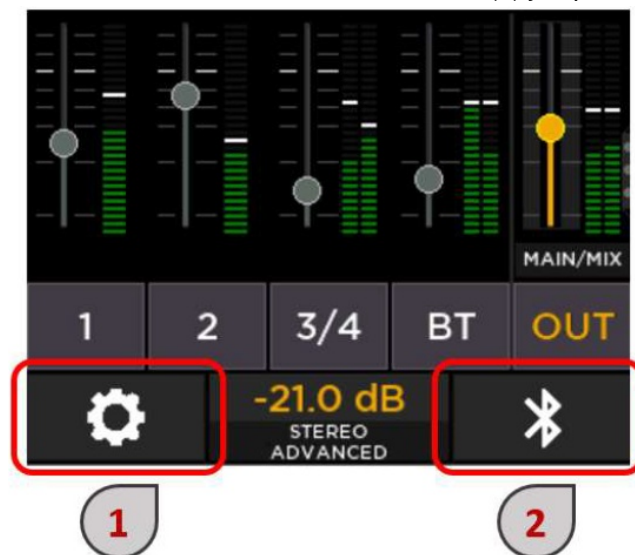 MAIN/MIX
1 2 3/4 BT OUT
-21.0 dB
STEREO
ADVANCED
1 2